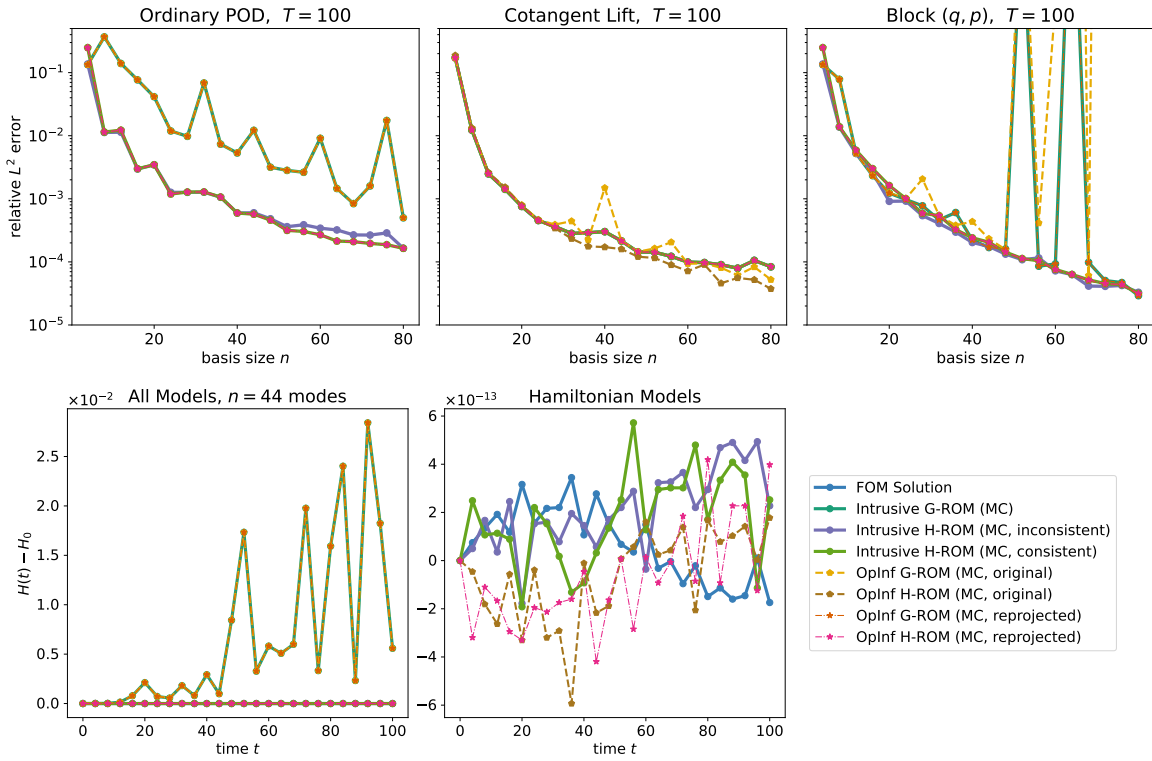 Ordinary POD, T = 100
Cotangent Lift, T = 100
Block (q, p), T = 100
relative L² error
10⁻¹
10⁻²
10⁻³
10⁻⁴
10⁻⁵
20 40 60 80
20 40 60 80
20 40 60 80
basis size n
basis size n
basis size n
×10⁻²
All Models, n = 44 modes
×10⁻¹³
Hamiltonian Models
H(t) − H₀
2.5
2.0
1.5
1.0
0.5
0.0
6
4
2
0
−2
−4
−6
0 20 40 60 80 100
0 20 40 60 80 100
time t
time t
FOM Solution
Intrusive G-ROM (MC)
Intrusive H-ROM (MC, inconsistent)
Intrusive H-ROM (MC, consistent)
OpInf G-ROM (MC, original)
OpInf H-ROM (MC, original)
OpInf G-ROM (MC, reprojected)
OpInf H-ROM (MC, reprojected)